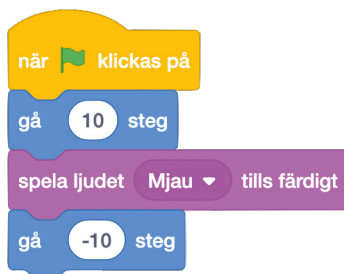 när klickas på
gå 10 steg
spela ljudet Mjau tills färdigt
gå -10 steg